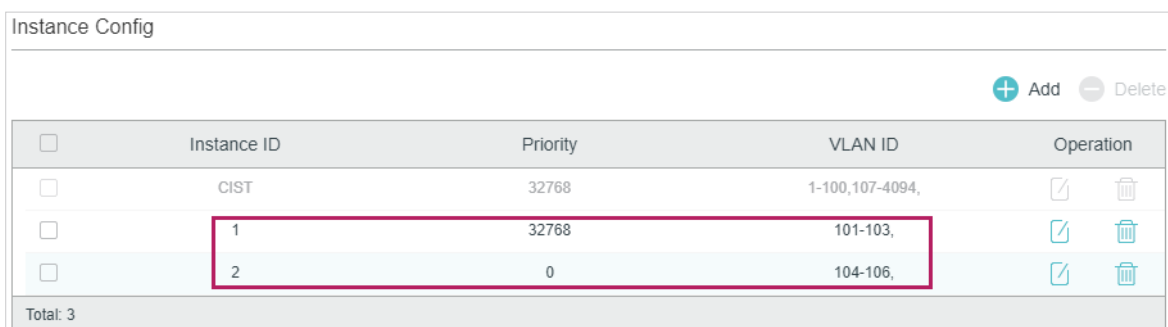 Instance Config
Add Delete
Instance ID Priority VLAN ID Operation
CIST 32768 1-100,107-4094,
1 32768 101-103,
2 0 104-106,
Total: 3